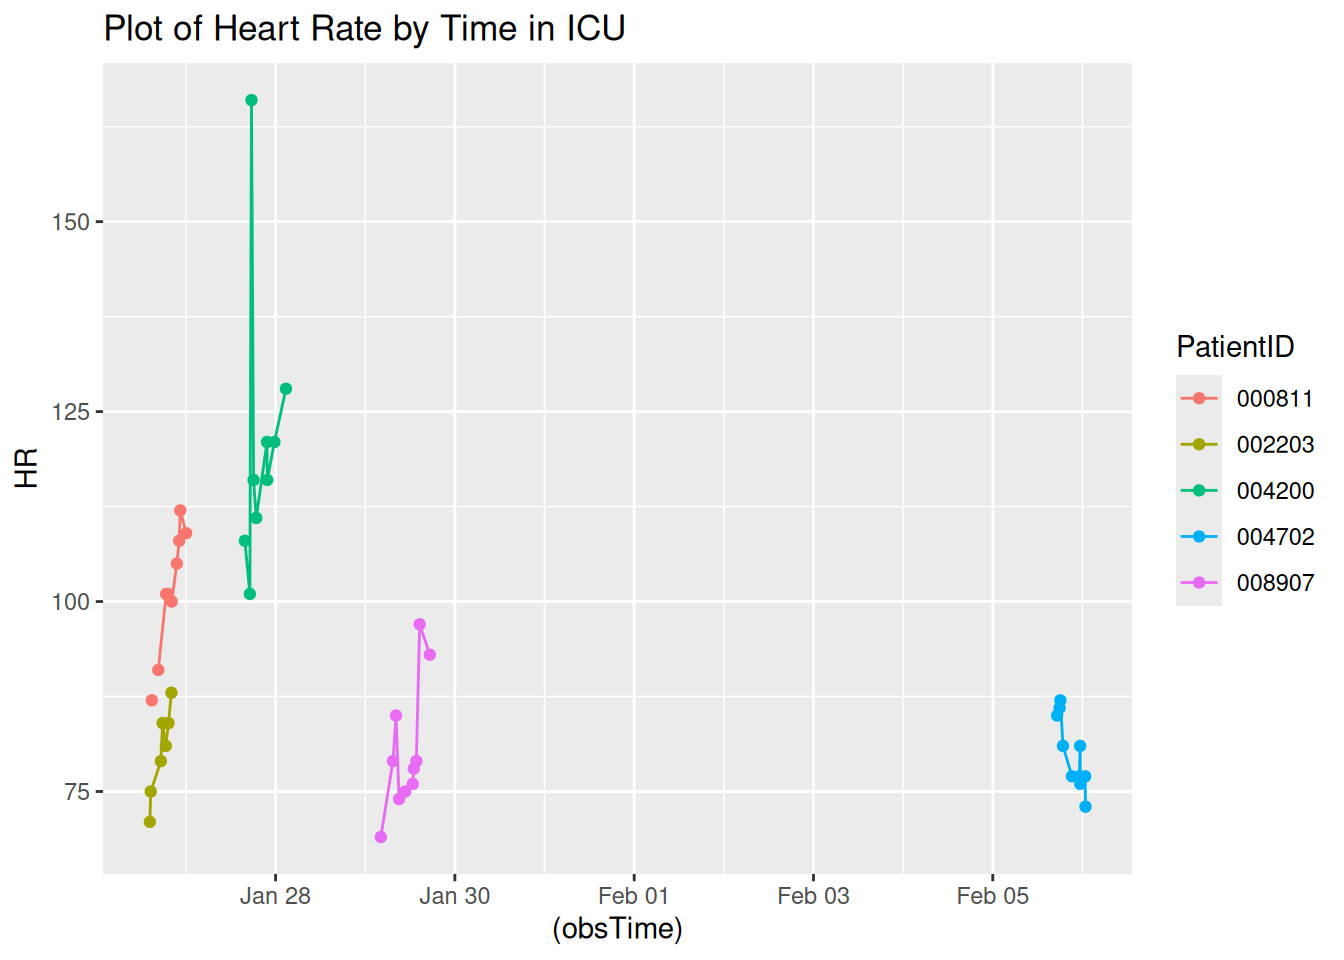 Plot of Heart Rate by Time in ICU
HR
150
125
100
75
Jan 28
Jan 30
Feb 01
Feb 03
Feb 05
(obsTime)
PatientID
000811
002203
004200
004702
008907